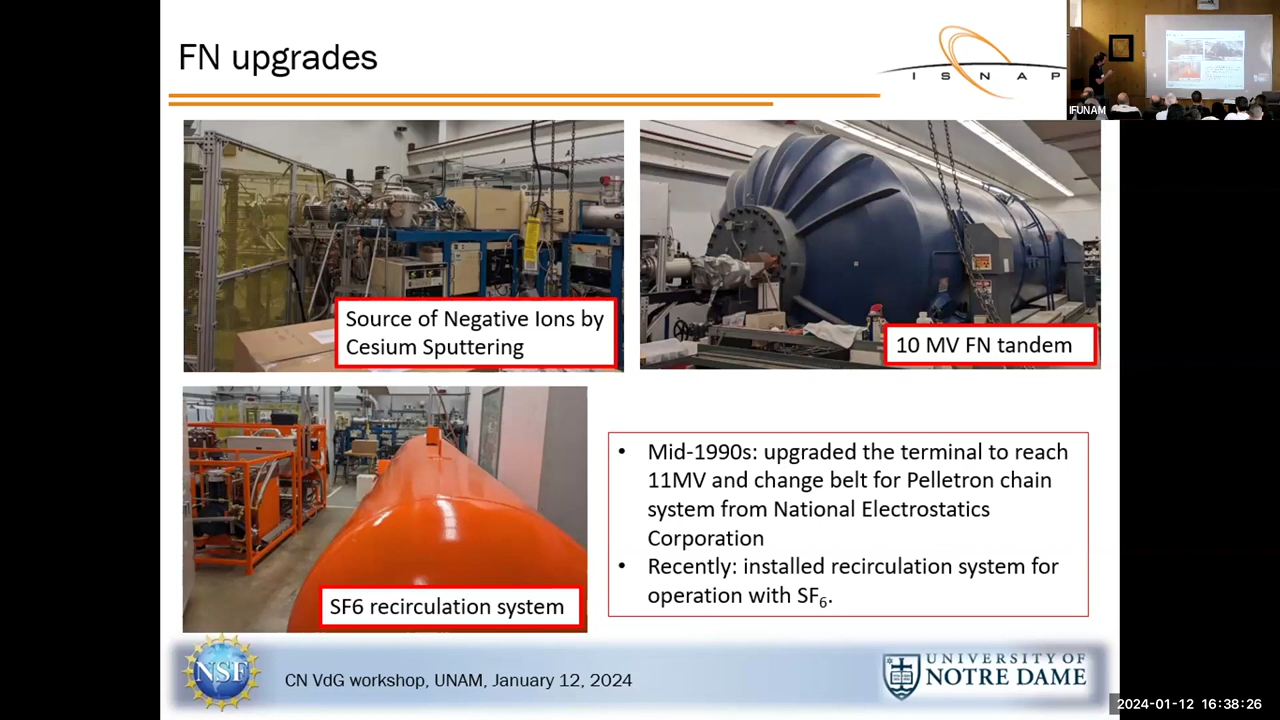 FN upgrades
ISNAP
IFUNAM
Source of Negative Ions by
Cesium Sputtering
10 MV FN tandem
SF6 recirculation system
• Mid-1990s: upgraded the terminal to reach
11MV and change belt for Pelletron chain
system from National Electrostatics
Corporation
• Recently: installed recirculation system for
operation with SF₆.
NSF
CN VdG workshop, UNAM, January 12, 2024
UNIVERSITY OF
NOTRE DAME
2024-01-12 16:38:26